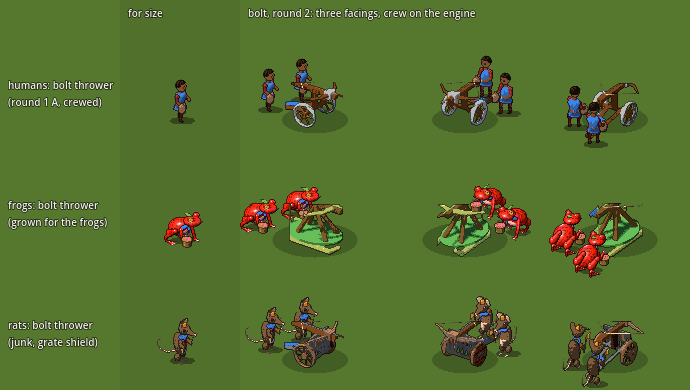 for size
bolt, round 2: three facings, crew on the engine
humans: bolt thrower
(round 1 A, crewed)
frogs: bolt thrower
(grown for the frogs)
rats: bolt thrower
(junk, grate shield)